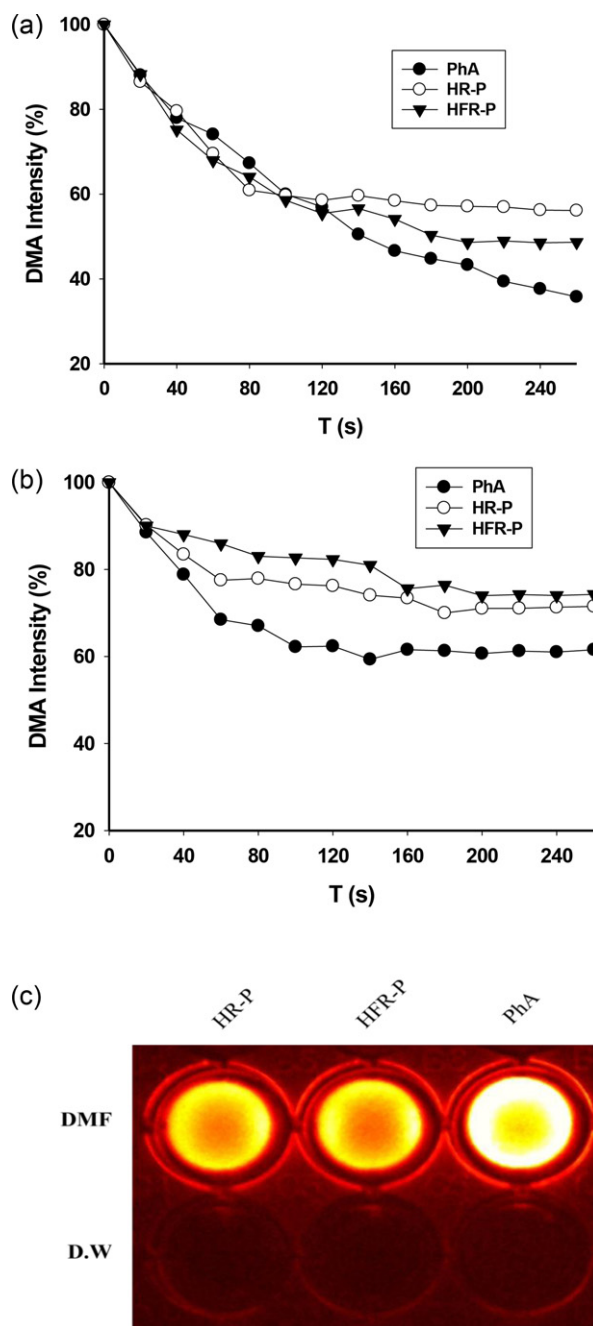 (a)
100
80
60
40
20
DMA Intensity (%)
PhA
HR-P
HFR-P
0 40 80 120 160 200 240
T (s)
(b)
100
80
60
40
20
DMA Intensity (%)
PhA
HR-P
HFR-P
0 40 80 120 160 200 240
T (s)
(c)
HR-P HFR-P PhA
DMF
D.W